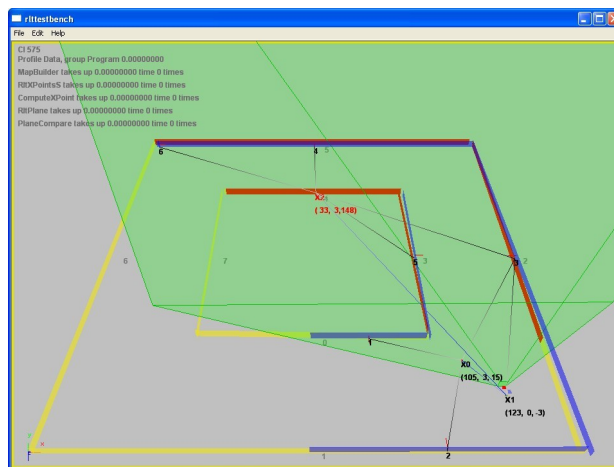 rlttestbench
File Edit Help
CI 575
Profile Data, group Program 0.00000000
MapBuilder takes up 0.00000000 time 0 times
RltXPointsS takes up 0.00000000 time 0 times
ComputeXPoint takes up 0.00000000 time 0 times
RltPlane takes up 0.00000000 time 0 times
PlaneCompare takes up 0.00000000 time 0 times
6
4 5
( 33, 3,148)
6 7 5 3 3 2
1 0
X0
(105, 3, 15)
X1
(123, 0, -3)
1 2
x